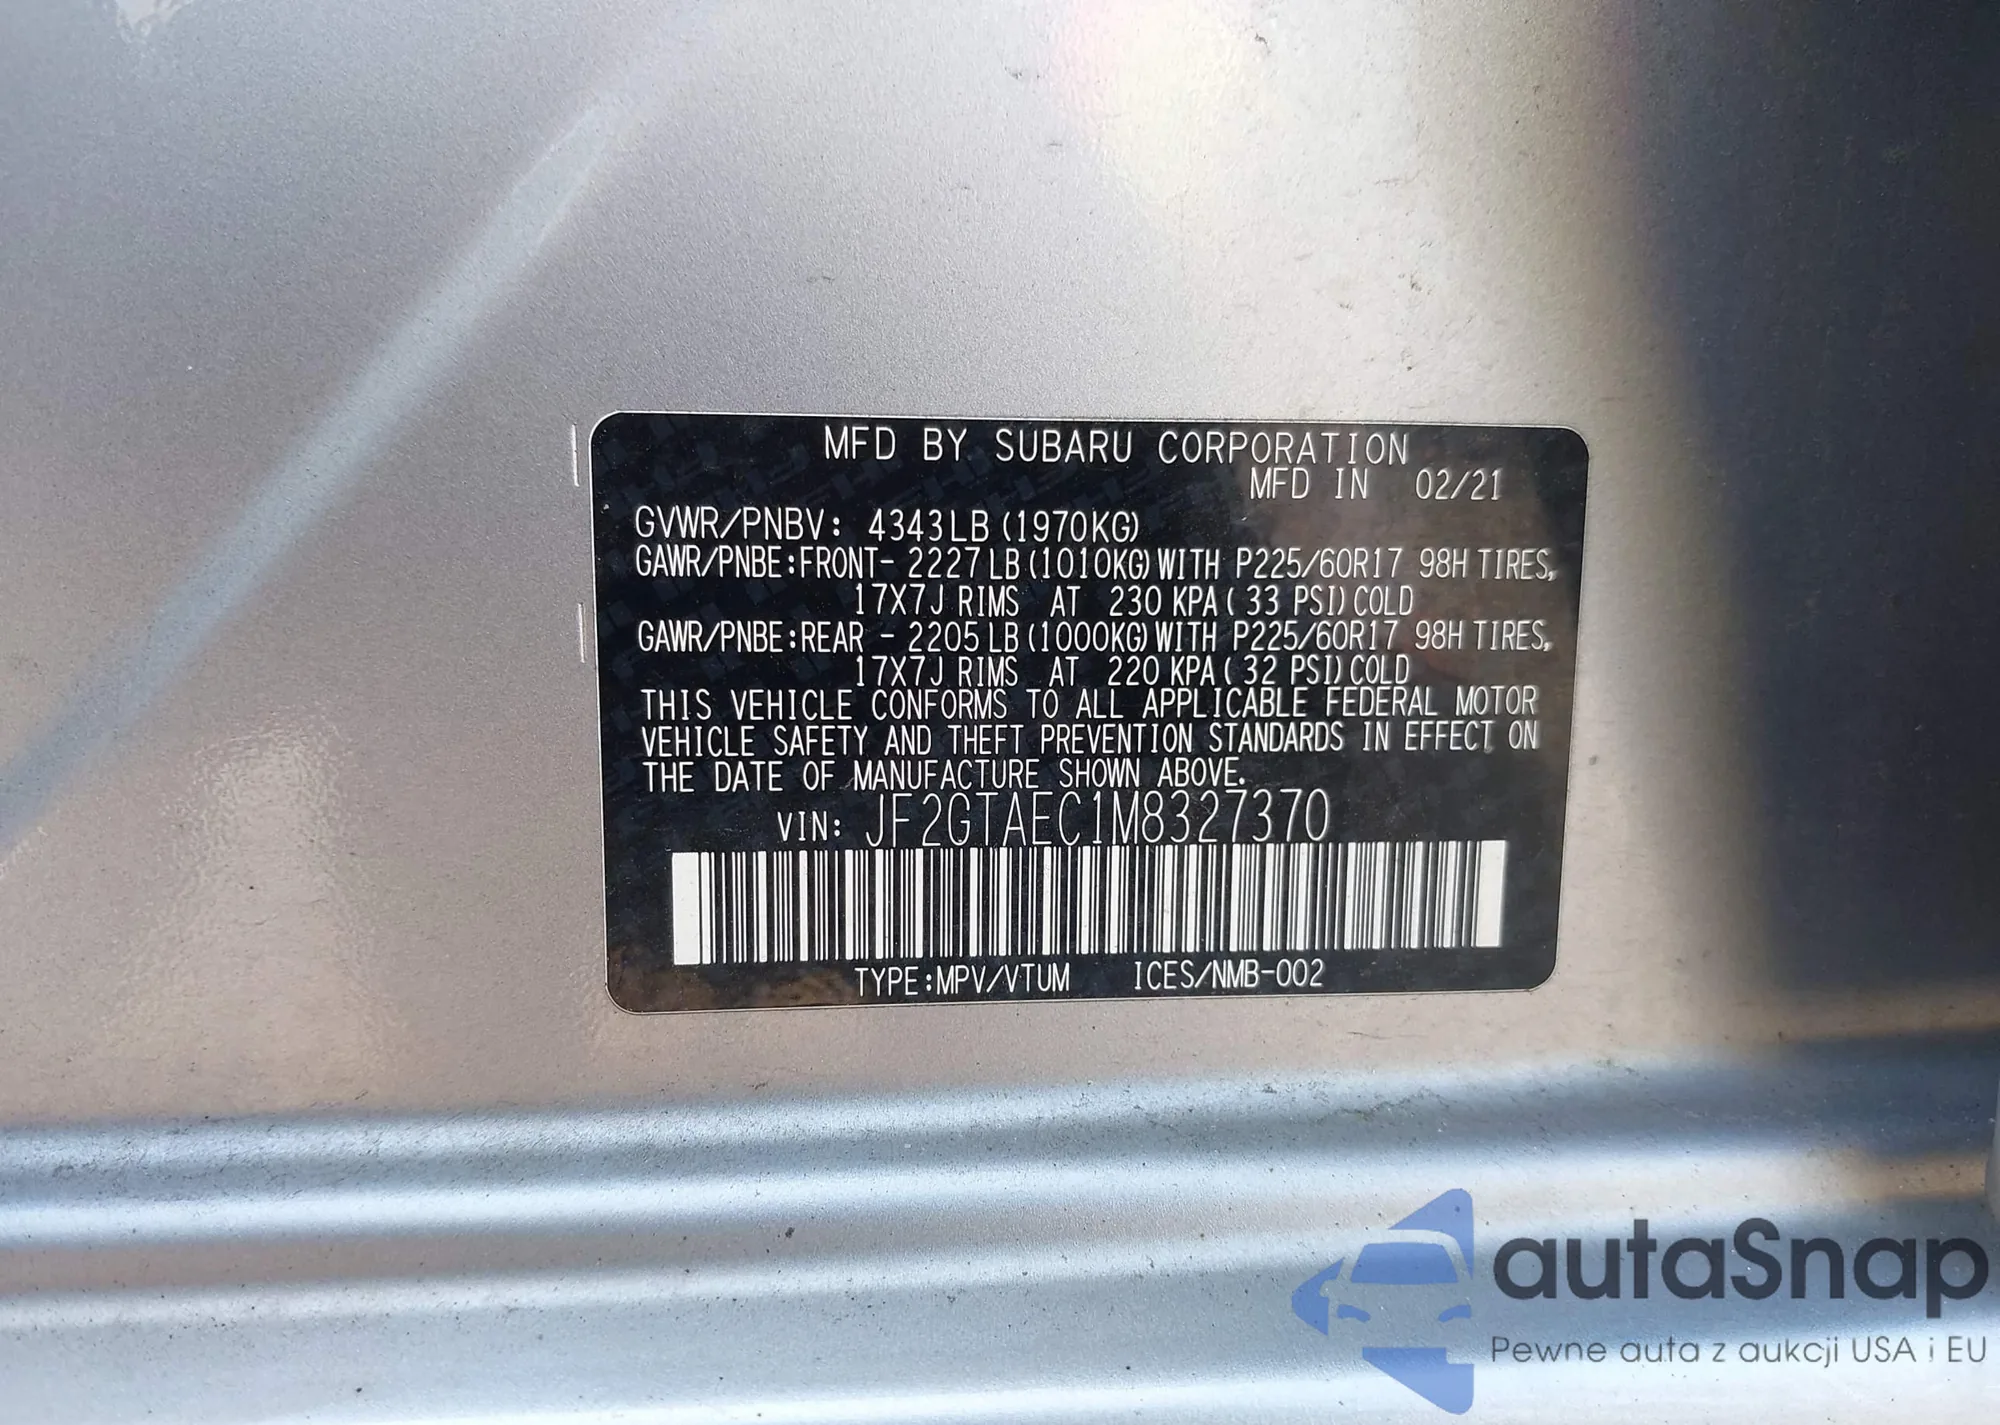 MFD BY SUBARU CORPORATION
MFD IN 02/21
GVWR/PNBV: 4343LB (1970KG)
GAWR/PNBE:FRONT- 2227LB (1010KG) WITH P225/60R17 98H TIRES,
17X7J RIMS AT 230 KPA (33 PSI) COLD
GAWR/PNBE:REAR - 2205LB (1000KG) WITH P225/60R17 98H TIRES,
17X7J RIMS AT 220 KPA (32 PSI) COLD
THIS VEHICLE CONFORMS TO ALL APPLICABLE FEDERAL MOTOR
VEHICLE SAFETY AND THEFT PREVENTION STANDARDS IN EFFECT ON
THE DATE OF MANUFACTURE SHOWN ABOVE.
VIN: JF2GTAEC1M8327370
TYPE:MPV/VTUM ICES/NMB-002
autaSnap
Pewne auta z aukcji USA i EU